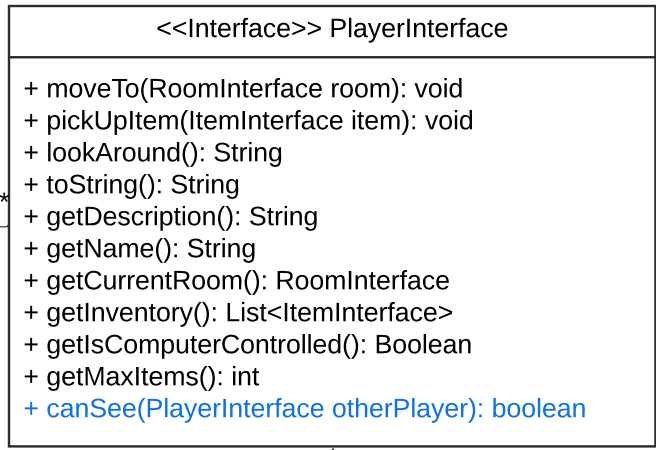 <<Interface>> PlayerInterface
+ moveTo(RoomInterface room): void
+ pickUpItem(ItemInterface item): void
+ lookAround(): String
+ toString(): String
*
+ getDescription(): String
+ getName(): String
+ getCurrentRoom(): RoomInterface
+ getInventory(): List<ItemInterface>
+ getIsComputerControlled(): Boolean
+ getMaxItems(): int
+ canSee(PlayerInterface otherPlayer): boolean